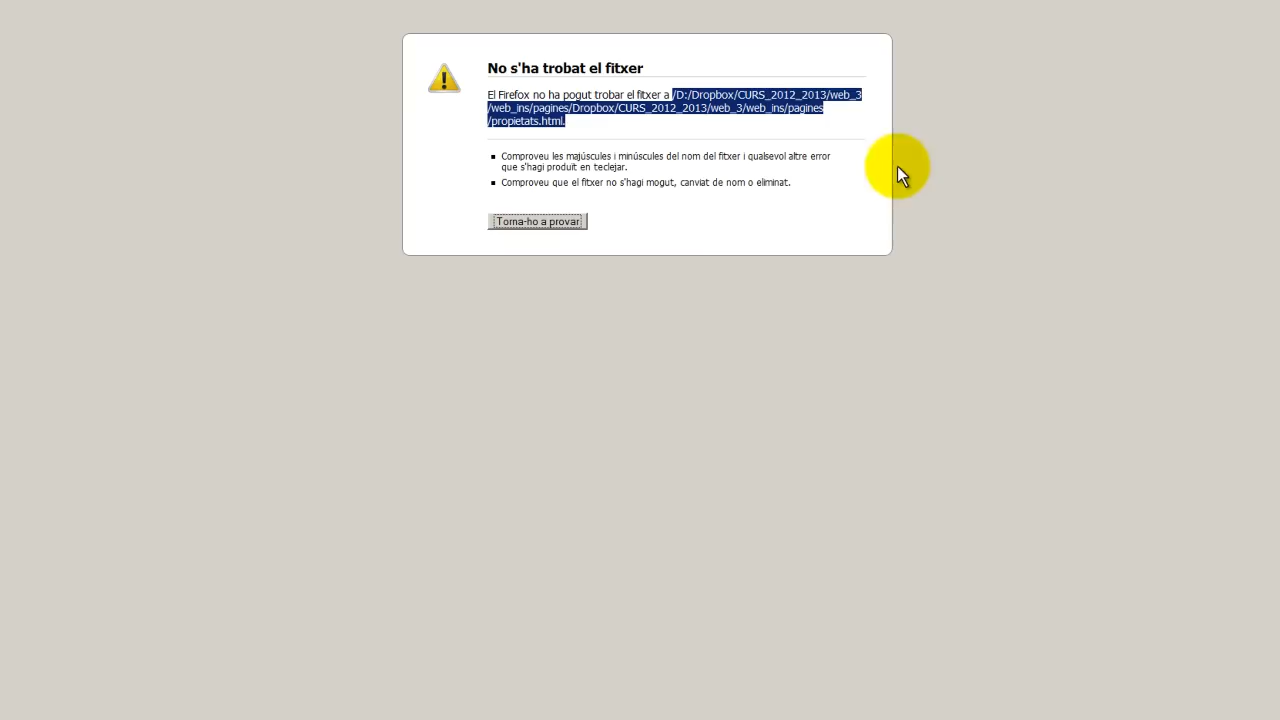 No s'ha trobat el fitxer
El Firefox no ha pogut trobar el fitxer a /D:/Dropbox/CURS_2012_2013/web_3
/web_ins/pagines/Dropbox/CURS_2012_2013/web_3/web_ins/pagines
/propietats.html.
Comproveu les majúscules i minúscules del nom del fitxer i qualsevol altre error
que s'hagi produït en teclejar.
Comproveu que el fitxer no s'hagi mogut, canviat de nom o eliminat.
Torna-ho a provar